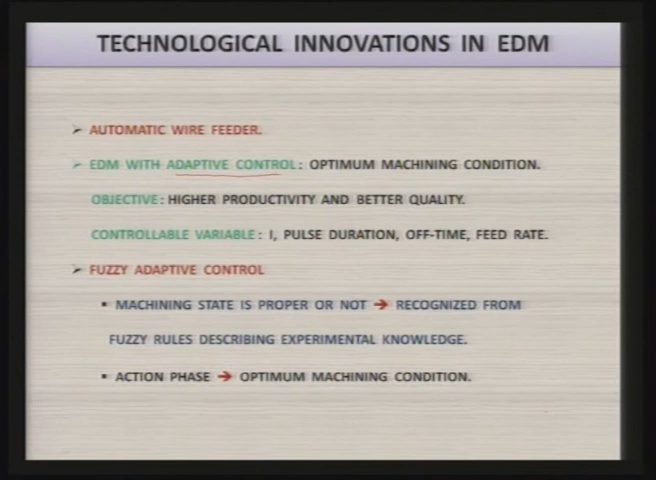 TECHNOLOGICAL INNOVATIONS IN EDM
➢ AUTOMATIC WIRE FEEDER.
➢ EDM WITH ADAPTIVE CONTROL: OPTIMUM MACHINING CONDITION.
OBJECTIVE: HIGHER PRODUCTIVITY AND BETTER QUALITY.
CONTROLLABLE VARIABLE: I, PULSE DURATION, OFF-TIME, FEED RATE.
➢ FUZZY ADAPTIVE CONTROL
▪ MACHINING STATE IS PROPER OR NOT ➔ RECOGNIZED FROM
FUZZY RULES DESCRIBING EXPERIMENTAL KNOWLEDGE.
▪ ACTION PHASE ➔ OPTIMUM MACHINING CONDITION.